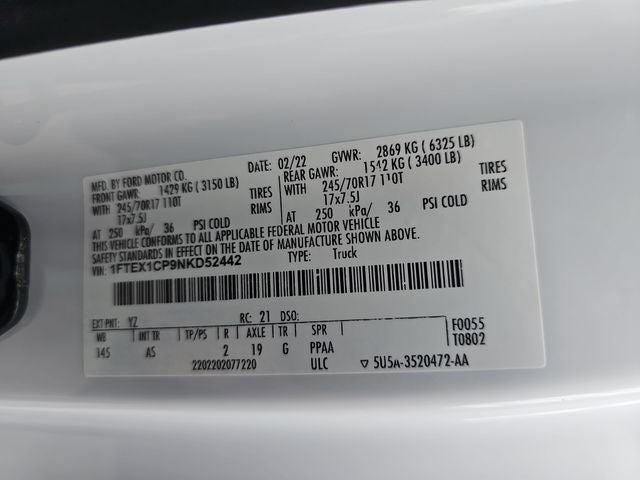 MFD. BY FORD MOTOR CO. DATE: 02/22 GVWR: 2869 KG ( 6325 LB)
FRONT GAWR: 1429 KG ( 3150 LB) REAR GAWR: 1542 KG ( 3400 LB)
WITH 245/70R17 110T TIRES WITH 245/70R17 110T TIRES
17x7.5J RIMS 17x7.5J RIMS
AT 250 kPa/ 36 PSI COLD AT 250 kPa/ 36 PSI COLD
THIS VEHICLE CONFORMS TO ALL APPLICABLE FEDERAL MOTOR VEHICLE
SAFETY STANDARDS IN EFFECT ON THE DATE OF MANUFACTURE SHOWN ABOVE.
VIN: 1FTEX1CP9NKD52442 TYPE: Truck
EXT PNT: YZ RC: 21 DSO: F0055
WB INT TR TP/PS R AXLE TR SPR T0802
145 AS 2 19 G PPAA
2202202077220 ULC ▽ 5U5A-3520472-AA